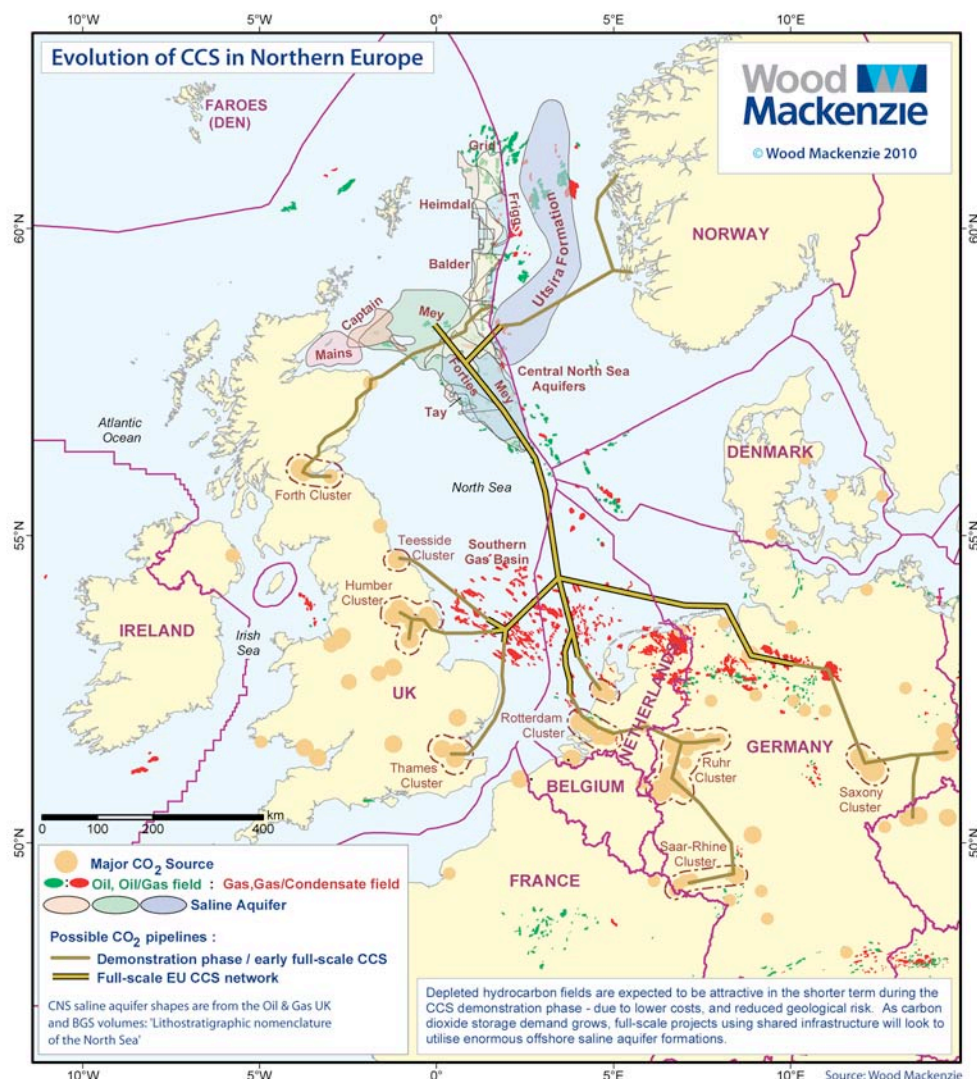 10°W 5°W 0° 5°E 10°E
Evolution of CCS in Northern Europe
Wood
Mackenzie
© Wood Mackenzie 2010
FAROES
(DEN)
Grid
60°N
60°N
Heimdal
Frigg
Utsira Formation
NORWAY
Balder
Captain
Mey
Mains
Forties
Mey
Central North Sea
Aquifers
Tay
Atlantic
Ocean
DENMARK
North Sea
Forth Cluster
55°N
55°N
Teesside
Cluster
Southern
Gas Basin
Humber
Cluster
IRELAND
Irish
Sea
UK
NETHERLANDS
Rotterdam
Cluster
GERMANY
Ruhr
Cluster
Thames
Cluster
BELGIUM
Saxony
Cluster
km
0 100 200 400
50°N
50°N
Saar-Rhine
Cluster
FRANCE
Major CO2 Source
: Oil, Oil/Gas field : Gas,Gas/Condensate field
Saline Aquifer
Possible CO2 pipelines :
Demonstration phase / early full-scale CCS
Full-scale EU CCS network
CNS saline aquifer shapes are from the Oil & Gas UK
and BGS volumes: 'Lithostratigraphic nomenclature
of the North Sea'
Depleted hydrocarbon fields are expected to be attractive in the shorter term during the
CCS demonstration phase - due to lower costs, and reduced geological risk. As carbon
dioxide storage demand grows, full-scale projects using shared infrastructure will look to
utilise enormous offshore saline aquifer formations.
10°W 5°W 0° 5°E 10°E
Source: Wood Mackenzie